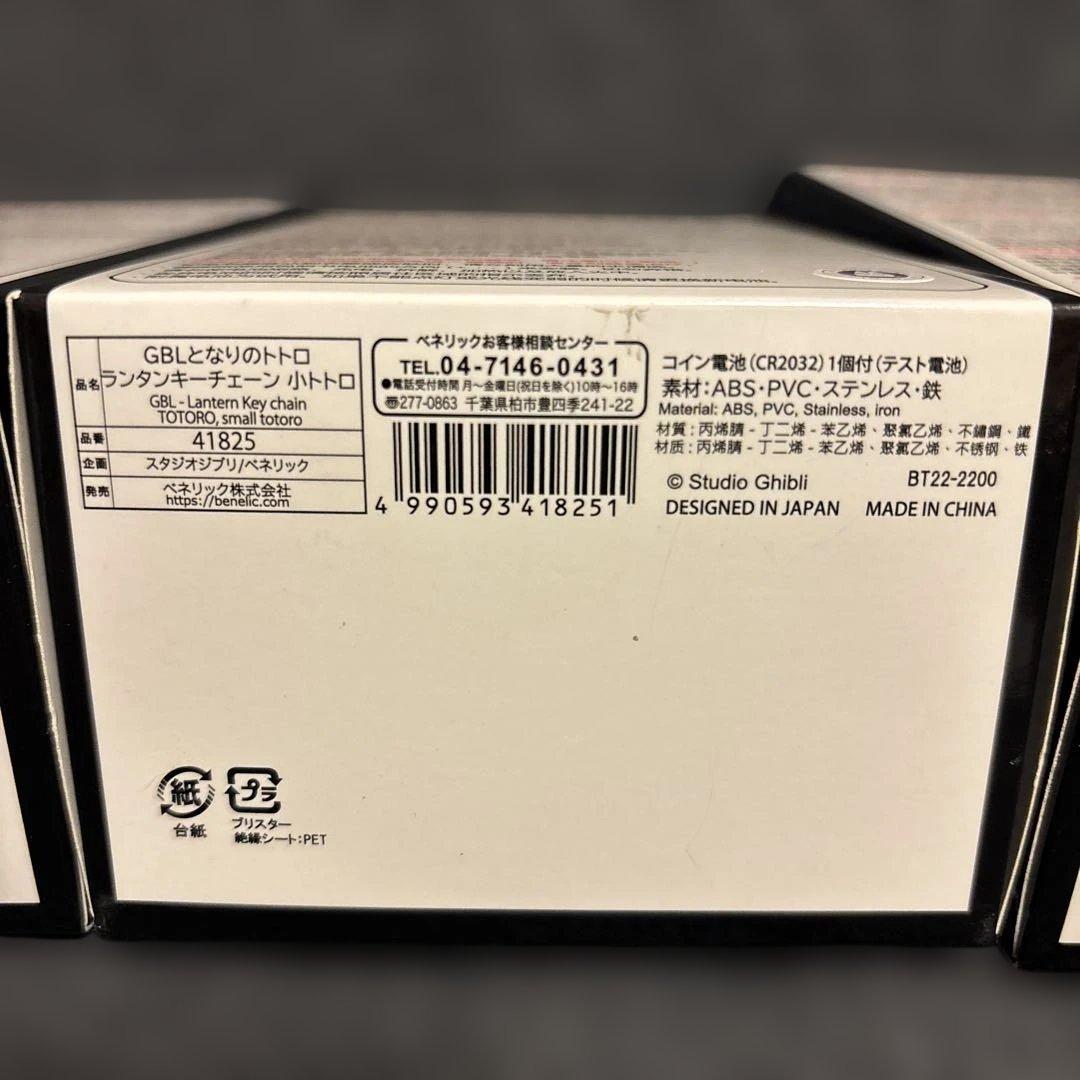 品名
GBLとなりのトトロ
ランタンキーチェーン 小トトロ
GBL - Lantern Key chain
TOTORO, small totoro
品番 41825
企画 スタジオジブリ/ベネリック
発売 ベネリック株式会社
https://benelic.com
ベネリックお客様相談センター
TEL.04-7146-0431
●電話受付時間 月〜金曜日(祝日を除く)10時〜16時
〠277-0863 千葉県柏市豊四季241-22
4 990593 418251
コイン電池(CR2032)1個付(テスト電池)
素材:ABS・PVC・ステンレス・鉄
Material: ABS, PVC, Stainless, iron
材質:丙烯腈 - 丁二烯 - 苯乙烯、聚氯乙烯、不鏽鋼、鐵
材质:丙烯腈 - 丁二烯 - 苯乙烯、聚氯乙烯、不锈钢、铁
© Studio Ghibli BT22-2200
DESIGNED IN JAPAN MADE IN CHINA
紙
台紙
プラ
ブリスター
絶縁シート:PET